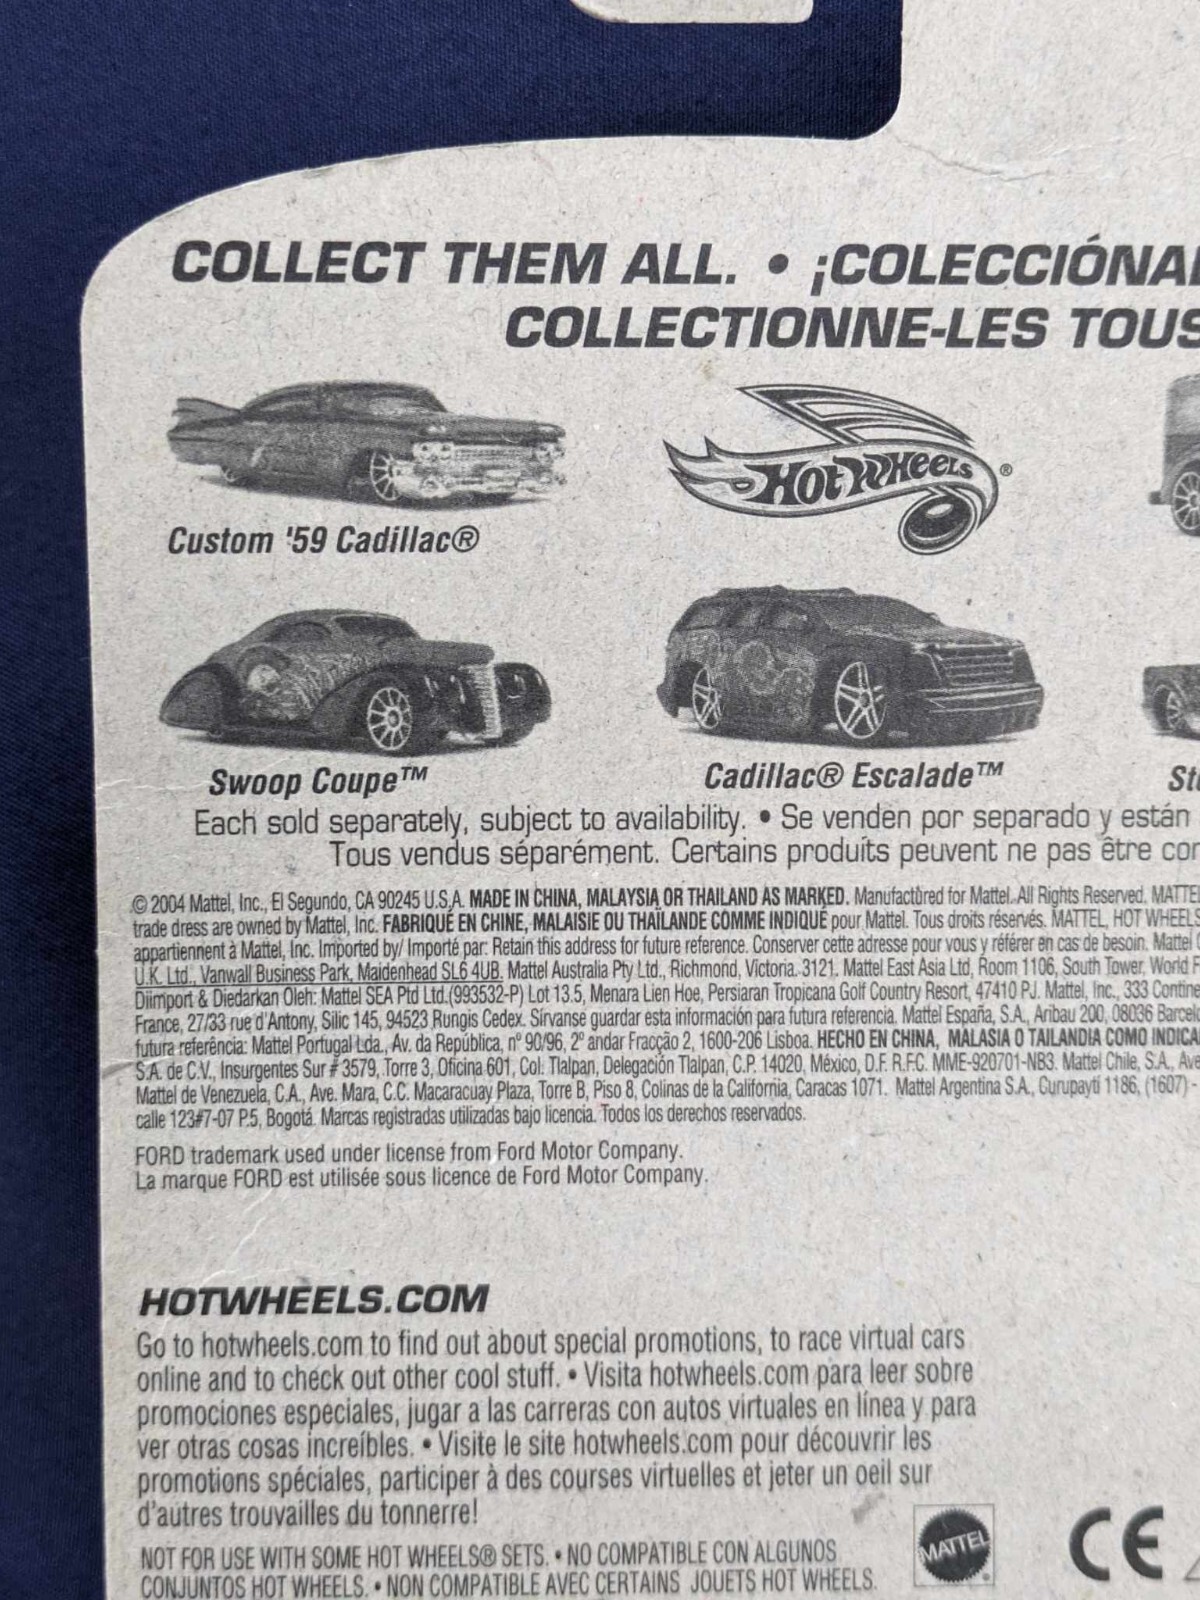 COLLECT THEM ALL. • ¡COLECCIÓNA
COLLECTIONNE-LES TOUS
Hot Wheels ®
Custom '59 Cadillac®
Swoop Coupe™
Cadillac® Escalade™
Each sold separately, subject to availability. • Se venden por separado y están
Tous vendus séparément. Certains produits peuvent ne pas être
© 2004 Mattel, Inc., El Segundo, CA 90245 U.S.A. MADE IN CHINA, MALAYSIA OR THAILAND AS MARKED. Manufactured for Mattel. All Rights Reserved. MATTEL
trade dress are owned by Mattel, Inc. FABRIQUÉ EN CHINE, MALAISIE OU THAÏLANDE COMME INDIQUÉ pour Mattel. Tous droits réservés. MATTEL, HOT WHEELS
appartiennent à Mattel, Inc. Imported by/ Importé par: Retain this address for future reference. Conserver cette adresse pour vous y référer en cas de besoin. Mattel
U.K. Ltd., Vanwall Business Park, Maidenhead SL6 4UB. Mattel Australia Pty Ltd., Richmond, Victoria. 3121. Mattel East Asia Ltd, Room 1106, South Tower, World
Diimport & Diedarkan Oleh: Mattel SEA Ptd Ltd.(993532-P) Lot 13.5, Menara Lien Hoe, Persiaran Tropicana Golf Country Resort, 47410 PJ. Mattel, Inc., 333
France, 27/33 rue d'Antony, Silic 145, 94523 Rungis Cedex. Sírvanse guardar esta información para futura referencia. Mattel España, S.A., Aribau 200, 08036
futura referência: Mattel Portugal Lda., Av. da República, nº 90/96, 2º andar Fracção 2, 1600-206 Lisboa. HECHO EN CHINA, MALASIA O TAILANDIA COMO
S.A. de C.V., Insurgentes Sur # 3579, Torre 3, Oficina 601, Col. Tlalpan, Delegación Tlalpan, C.P. 14020, México, D.F. R.F.C. MME-920701-NB3. Mattel Chile, S.A.,
Mattel de Venezuela, C.A., Ave. Mara, C.C. Macaracuay Plaza, Torre B, Piso 8, Colinas de la California, Caracas 1071. Mattel Argentina S.A., Curupaytí 1186, (1607) -
calle 123#7-07 P.5, Bogotá. Marcas registradas utilizadas bajo licencia. Todos los derechos reservados.
FORD trademark used under license from Ford Motor Company.
La marque FORD est utilisée sous licence de Ford Motor Company.
HOTWHEELS.COM
Go to hotwheels.com to find out about special promotions, to race virtual cars
online and to check out other cool stuff. • Visita hotwheels.com para leer sobre
promociones especiales, jugar a las carreras con autos virtuales en línea y para
ver otras cosas increíbles. • Visite le site hotwheels.com pour découvrir les
promotions spéciales, participer à des courses virtuelles et jeter un oeil sur
d'autres trouvailles du tonnerre!
NOT FOR USE WITH SOME HOT WHEELS® SETS. • NO COMPATIBLE CON ALGUNOS
CONJUNTOS HOT WHEELS. • NON COMPATIBLE AVEC CERTAINS JOUETS HOT WHEELS.
MATTEL
CE